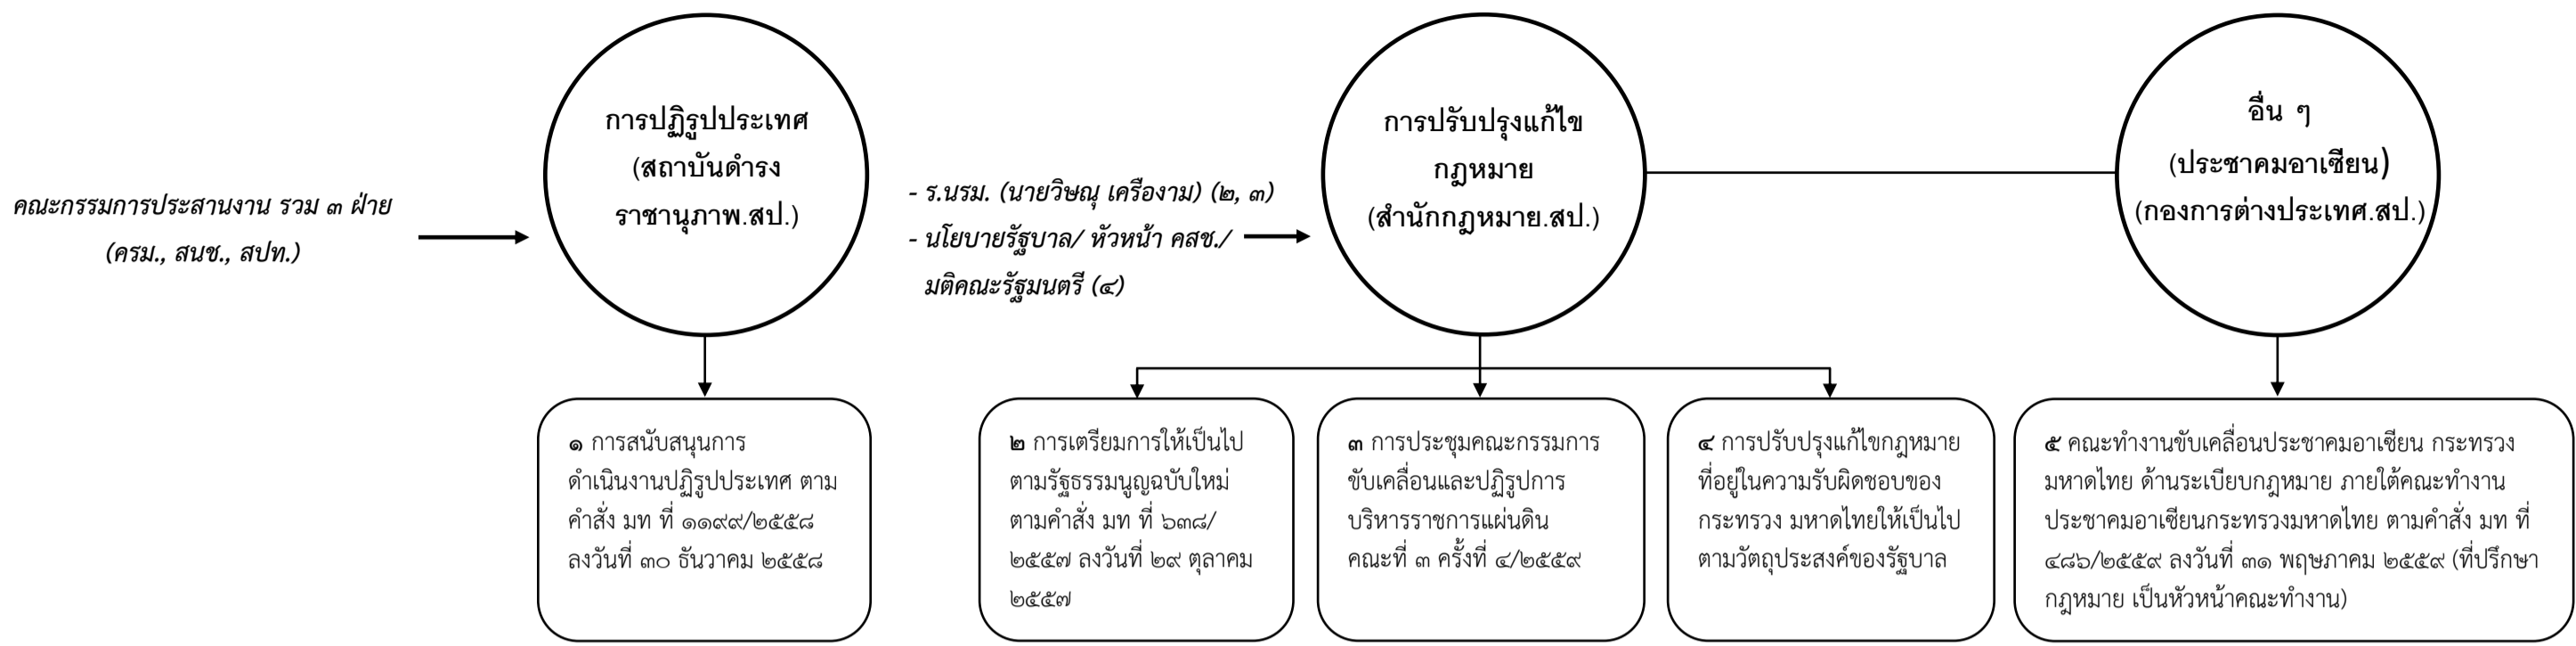 คณะกรรมการประสานงาน รวม ๓ ฝ่าย
(ครม., สนช., สปท.)
การปฏิรูปประเทศ
(สถาบันดำรง
ราชานุภาพ.สป.)
- ร.นรม. (นายวิษณุ เครืองาม) (๒, ๓)
- นโยบายรัฐบาล/ หัวหน้า คสช./
มติคณะรัฐมนตรี (๔)
การปรับปรุงแก้ไข
กฎหมาย
(สำนักกฎหมาย.สป.)
อื่น ๆ
(ประชาคมอาเซียน)
(กองการต่างประเทศ.สป.)
๑ การสนับสนุนการ
ดำเนินงานปฏิรูปประเทศ ตาม
คำสั่ง มท ที่ ๑๑๙๙/๒๕๕๘
ลงวันที่ ๓๐ ธันวาคม ๒๕๕๘
๒ การเตรียมการให้เป็นไป
ตามรัฐธรรมนูญฉบับใหม่
ตามคำสั่ง มท ที่ ๖๓๘/
๒๕๕๗ ลงวันที่ ๒๙ ตุลาคม
๒๕๕๗
๓ การประชุมคณะกรรมการ
ขับเคลื่อนและปฏิรูปการ
บริหารราชการแผ่นดิน
คณะที่ ๓ ครั้งที่ ๔/๒๕๕๙
๔ การปรับปรุงแก้ไขกฎหมาย
ที่อยู่ในความรับผิดชอบของ
กระทรวง มหาดไทยให้เป็นไป
ตามวัตถุประสงค์ของรัฐบาล
๕ คณะทำงานขับเคลื่อนประชาคมอาเซียน กระทรวง
มหาดไทย ด้านระเบียบกฎหมาย ภายใต้คณะทำงาน
ประชาคมอาเซียนกระทรวงมหาดไทย ตามคำสั่ง มท ที่
๔๘๖/๒๕๕๙ ลงวันที่ ๓๑ พฤษภาคม ๒๕๕๙ (ที่ปรึกษา
กฎหมาย เป็นหัวหน้าคณะทำงาน)